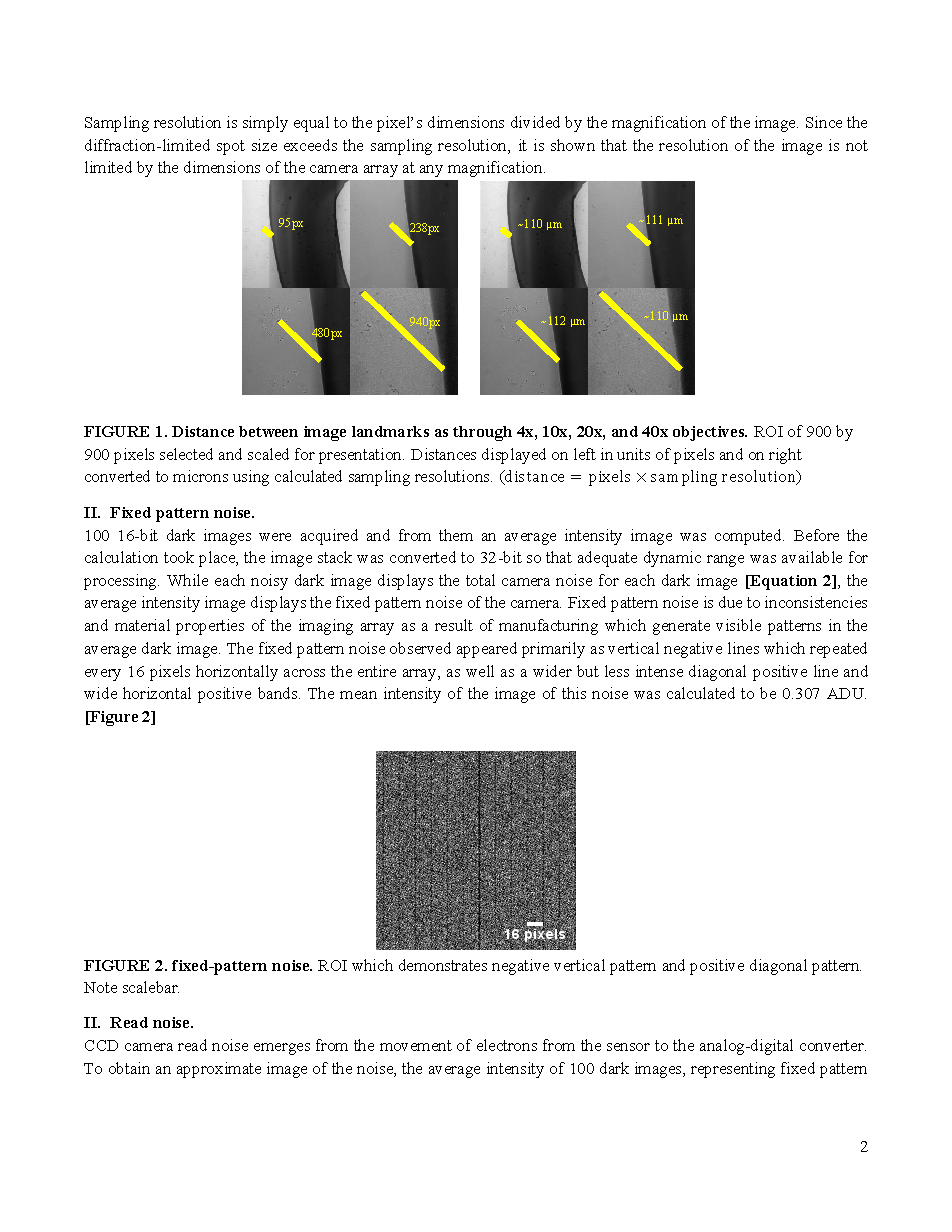 Sampling resolution is simply equal to the pixel's dimensions divided by the magnification of the image. Since the
diffraction-limited spot size exceeds the sampling resolution, it is shown that the resolution of the image is not
limited by the dimensions of the camera array at any magnification.
95px
238px
480px
940px
~110 µm
~111 µm
~112 µm
~110 µm
FIGURE 1. Distance between image landmarks as through 4x, 10x, 20x, and 40x objectives. ROI of 900 by
900 pixels selected and scaled for presentation. Distances displayed on left in units of pixels and on right
converted to microns using calculated sampling resolutions. (distance = pixels × sampling resolution)
II. Fixed pattern noise.
100 16-bit dark images were acquired and from them an average intensity image was computed. Before the
calculation took place, the image stack was converted to 32-bit so that adequate dynamic range was available for
processing. While each noisy dark image displays the total camera noise for each dark image [Equation 2], the
average intensity image displays the fixed pattern noise of the camera. Fixed pattern noise is due to inconsistencies
and material properties of the imaging array as a result of manufacturing which generate visible patterns in the
average dark image. The fixed pattern noise observed appeared primarily as vertical negative lines which repeated
every 16 pixels horizontally across the entire array, as well as a wider but less intense diagonal positive line and
wide horizontal positive bands. The mean intensity of the image of this noise was calculated to be 0.307 ADU.
[Figure 2]
16 pixels
FIGURE 2. fixed-pattern noise. ROI which demonstrates negative vertical pattern and positive diagonal pattern.
Note scalebar.
II. Read noise.
CCD camera read noise emerges from the movement of electrons from the sensor to the analog-digital converter.
To obtain an approximate image of the noise, the average intensity of 100 dark images, representing fixed pattern
2